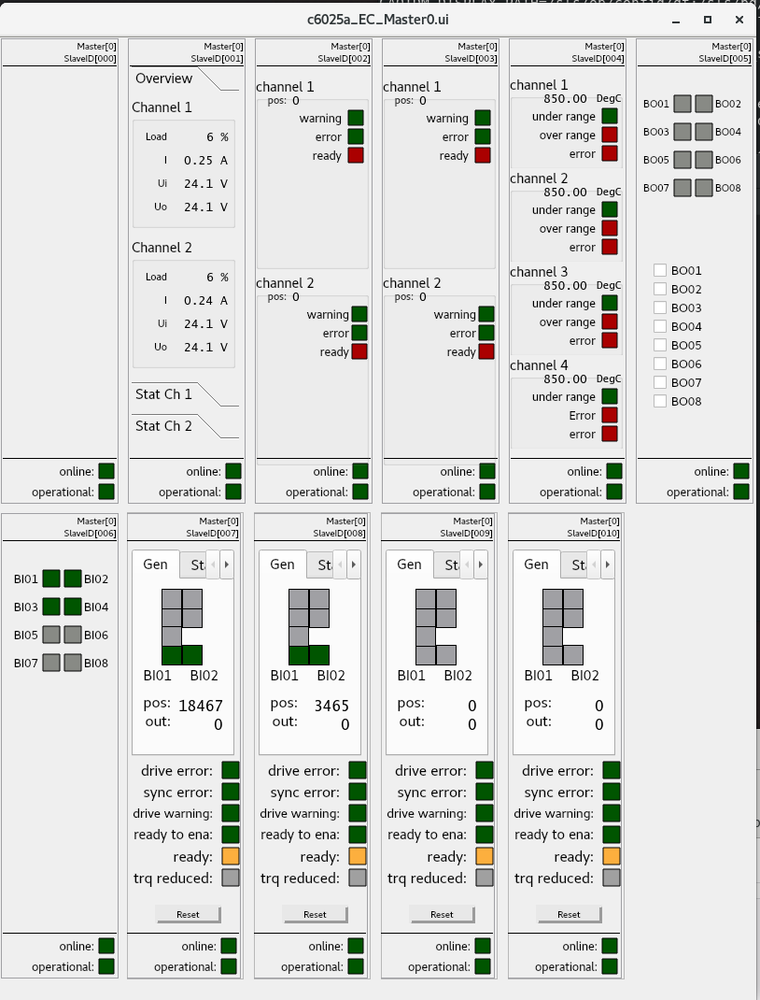 c6025a_EC_Master0.ui
Master[0]
SlaveID[000]
online:
operational:
Master[0]
SlaveID[001]
Overview
Channel 1
Load 6 %
I 0.25 A
Ui 24.1 V
Uo 24.1 V
Channel 2
Load 6 %
I 0.24 A
Ui 24.1 V
Uo 24.1 V
Stat Ch 1
Stat Ch 2
online:
operational:
Master[0]
SlaveID[002]
channel 1
pos: 0
warning
error
ready
channel 2
pos: 0
warning
error
ready
online:
operational:
Master[0]
SlaveID[003]
channel 1
pos: 0
warning
error
ready
channel 2
pos: 0
warning
error
ready
online:
operational:
Master[0]
SlaveID[004]
channel 1
850.00 DegC
under range
over range
error
channel 2
850.00 DegC
under range
over range
error
channel 3
850.00 DegC
under range
over range
error
channel 4
850.00 DegC
under range
Error
error
online:
operational:
Master[0]
SlaveID[005]
BO01 BO02
BO03 BO04
BO05 BO06
BO07 BO08
BO01
BO02
BO03
BO04
BO05
BO06
BO07
BO08
online:
operational:
Master[0]
SlaveID[006]
BI01 BI02
BI03 BI04
BI05 BI06
BI07 BI08
online:
operational:
Master[0]
SlaveID[007]
Gen
BI01 BI02
pos: 18467
out: 0
drive error:
sync error:
drive warning:
ready to ena:
ready:
trq reduced:
Reset
online:
operational:
Master[0]
SlaveID[008]
Gen
BI01 BI02
pos: 3465
out: 0
drive error:
sync error:
drive warning:
ready to ena:
ready:
trq reduced:
Reset
online:
operational:
Master[0]
SlaveID[009]
Gen
BI01 BI02
pos: 0
out: 0
drive error:
sync error:
drive warning:
ready to ena:
ready:
trq reduced:
Reset
online:
operational:
Master[0]
SlaveID[010]
Gen
BI01 BI02
pos: 0
out: 0
drive error:
sync error:
drive warning:
ready to ena:
ready:
trq reduced:
Reset
online:
operational: